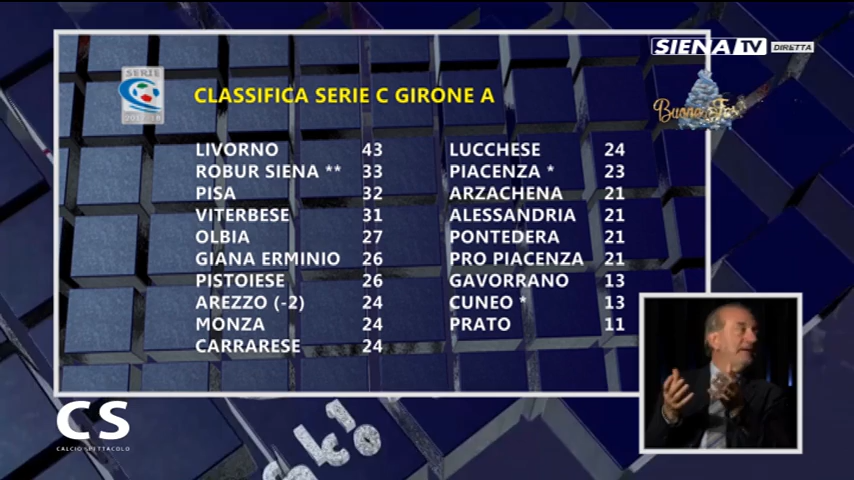 SIENA TV DIRETTA
Buone Feste
SERIE
2017-18
CLASSIFICA SERIE C GIRONE A
LIVORNO 43
ROBUR SIENA ** 33
PISA 32
VITERBESE 31
OLBIA 27
GIANA ERMINIO 26
PISTOIESE 26
AREZZO (-2) 24
MONZA 24
CARRARESE 24
LUCCHESE 24
PIACENZA * 23
ARZACHENA 21
ALESSANDRIA 21
PONTEDERA 21
PRO PIACENZA 21
GAVORRANO 13
CUNEO * 13
PRATO 11
CS
CALCIO SPETTACOLO